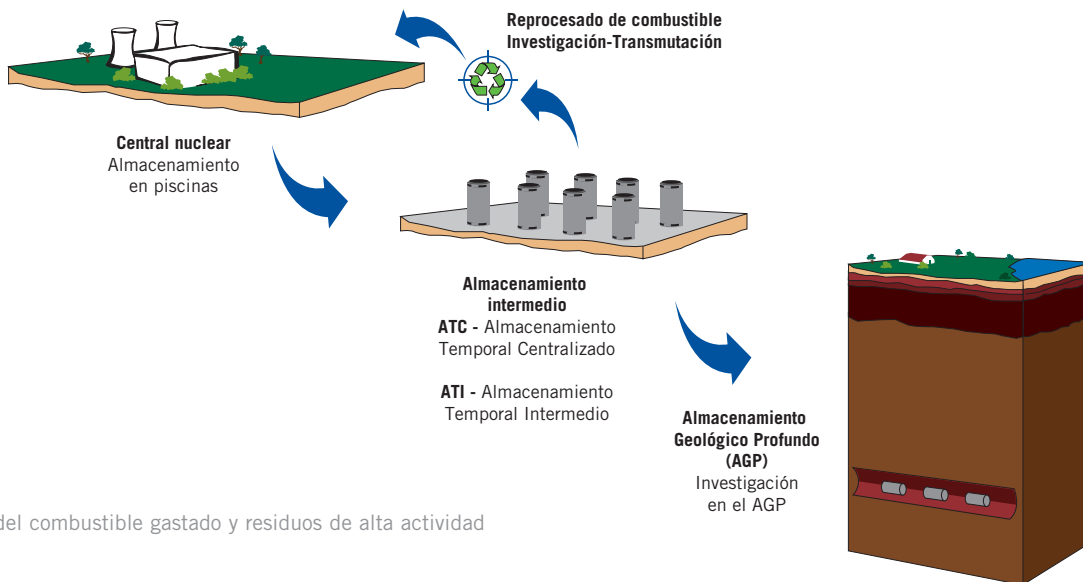 Reprocesado de combustible
Investigación-Transmutación
Central nuclear
Almacenamiento
en piscinas
Almacenamiento
intermedio
ATC - Almacenamiento
Temporal Centralizado
ATI - Almacenamiento
Temporal Intermedio
Almacenamiento
Geológico Profundo
(AGP)
Investigación
en el AGP
del combustible gastado y residuos de alta actividad